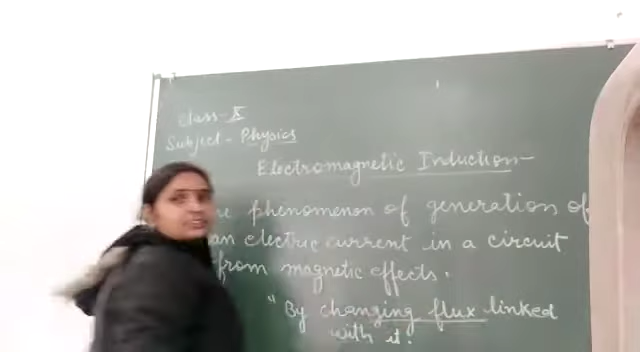 Class-X
Subject - Physics
Electromagnetic Induction-
phenomenon of generation of
an electric current in a circuit
from magnetic effects.
"By changing flux linked
with it.